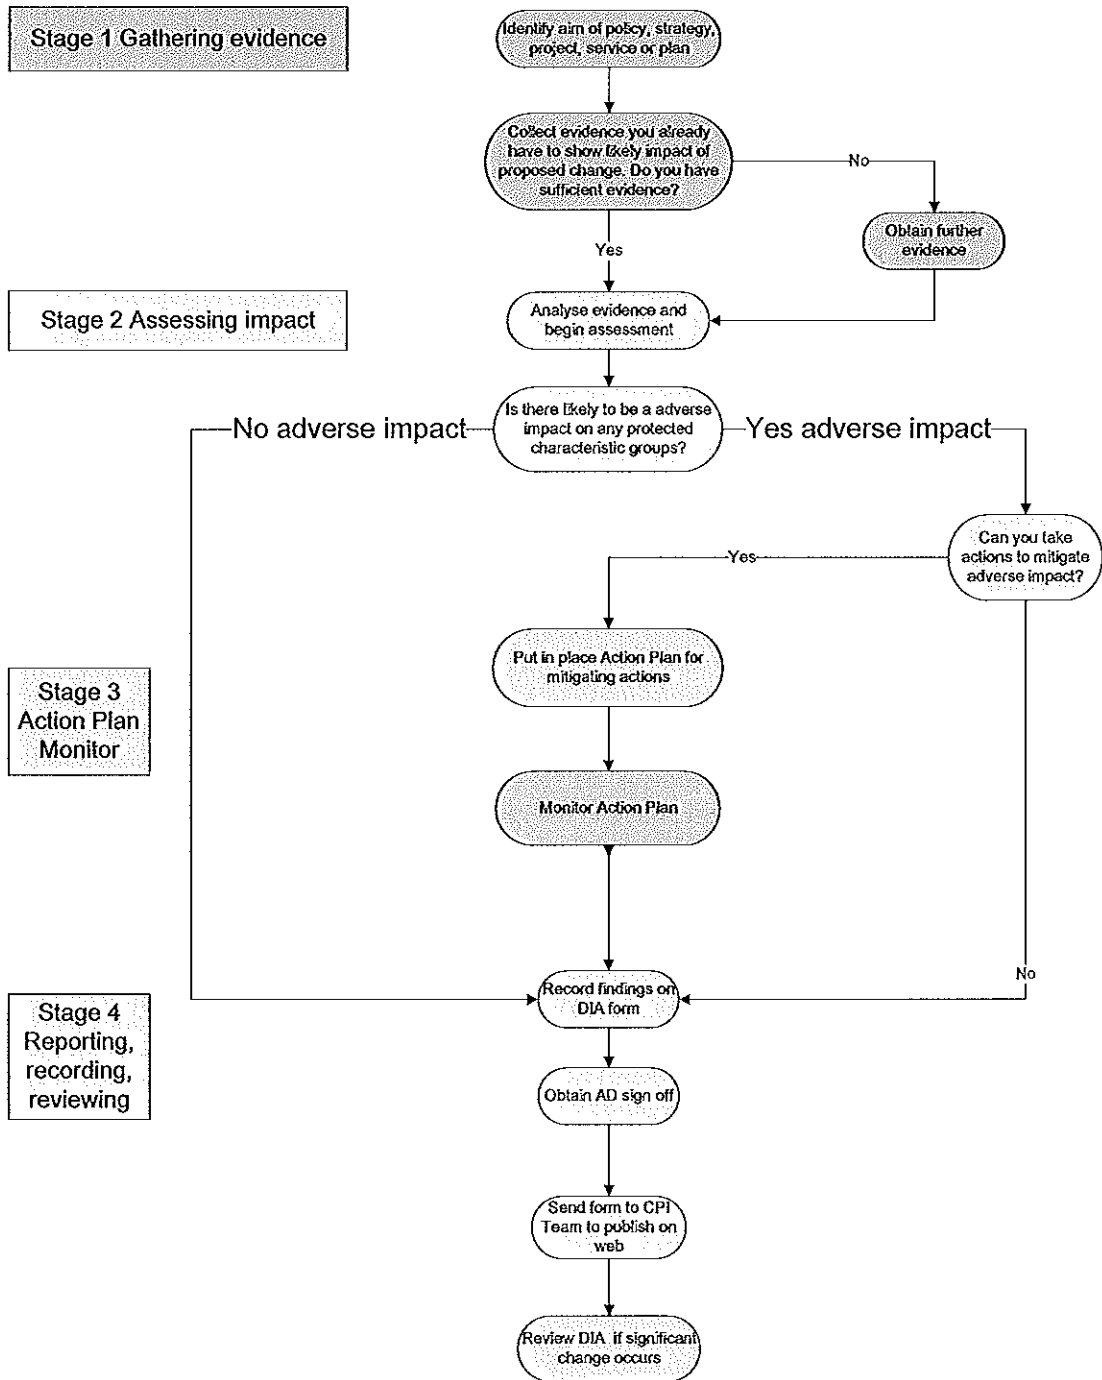 Stage 1 Gathering evidence
Identify aim of policy, strategy,
project, service or plan
Collect evidence you already
have to show likely impact of
proposed change. Do you have
sufficient evidence?
No
Obtain further
evidence
Yes
Stage 2 Assessing impact
Analyse evidence and
begin assessment
Is there likely to be a adverse
impact on any protected
characteristic groups?
No adverse impact
Yes adverse impact
Can you take
actions to mitigate
adverse impact?
Yes
Put in place Action Plan for
mitigating actions
Stage 3
Action Plan
Monitor
Monitor Action Plan
No
Record findings on
DIA form
Stage 4
Reporting,
recording,
reviewing
Obtain AD sign off
Send form to CPI
Team to publish on
web
Review DIA if significant
change occurs